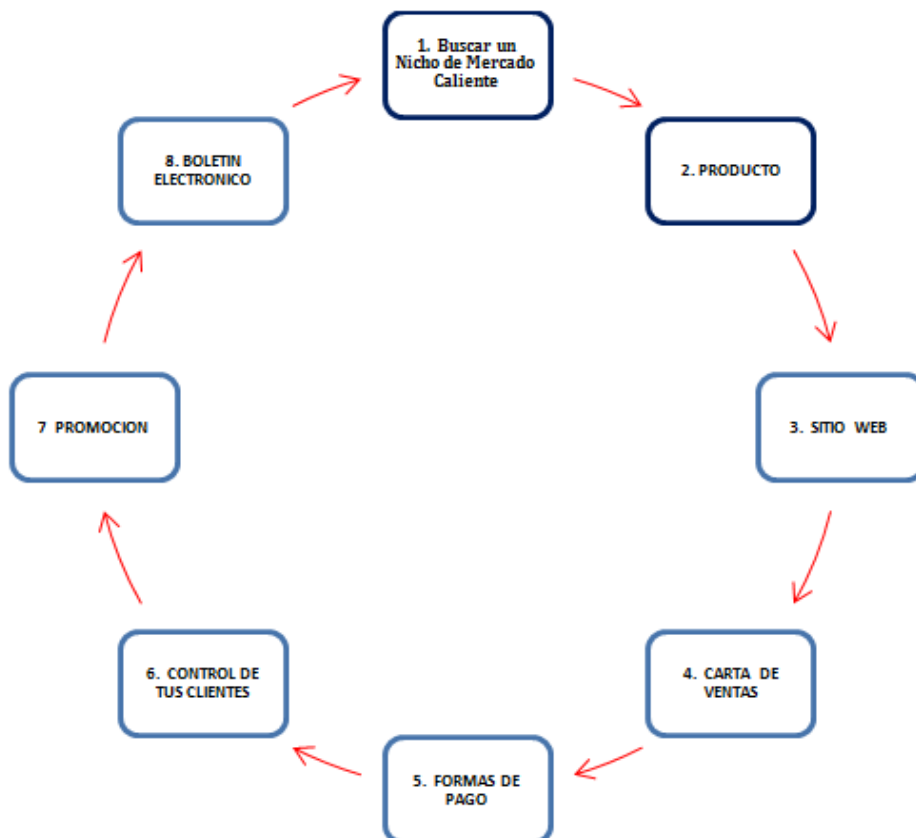 1. Buscar un
Nicho de Mercado
Caliente
2. PRODUCTO
3. SITIO WEB
4. CARTA DE
VENTAS
5. FORMAS DE
PAGO
6. CONTROL DE
TUS CLIENTES
7 PROMOCION
8. BOLETIN
ELECTRONICO